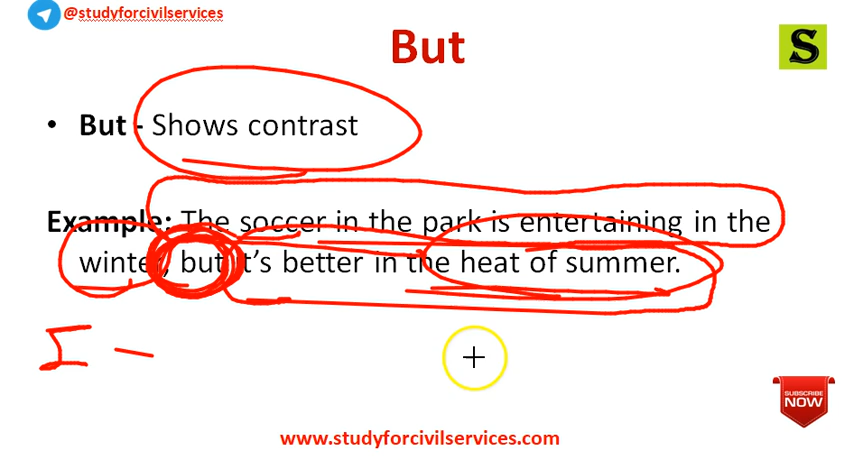 @studyforcivilservices
But
S
• But - Shows contrast
Example: The soccer in the park is entertaining in the
winter, but it's better in the heat of summer.
I –
SUBSCRIBE
NOW
www.studyforcivilservices.com